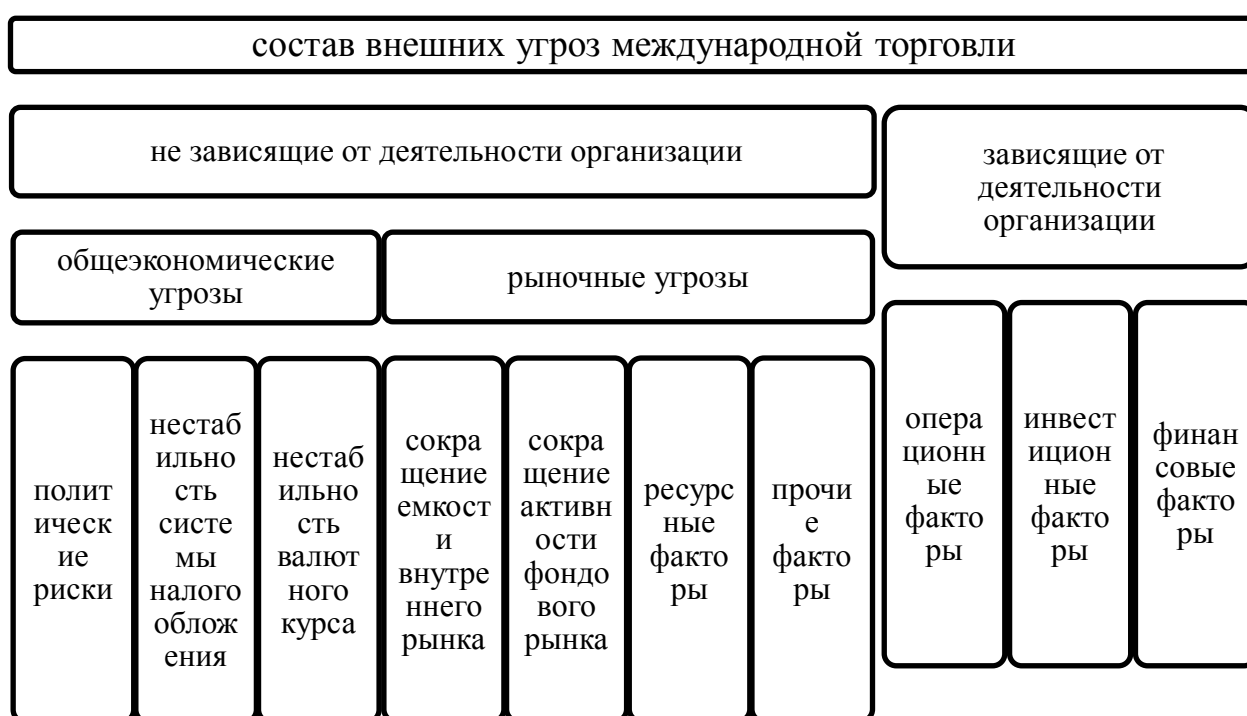 состав внешних угроз международной торговли
не зависящие от деятельности организации
зависящие от
деятельности
организации
общеэкономические
угрозы
рыночные угрозы
полит
ическ
ие
риски
нестаб
ильно
сть
систе
мы
налого
облож
ения
нестаб
ильно
сть
валют
ного
курса
сокра
щение
емкост
и
внутре
ннего
рынка
сокра
щение
активн
ости
фондо
вого
рынка
ресурс
ные
факто
ры
прочи
е
факто
ры
опера
ционн
ые
факто
ры
инвест
ицион
ные
факто
ры
финан
совые
факто
ры